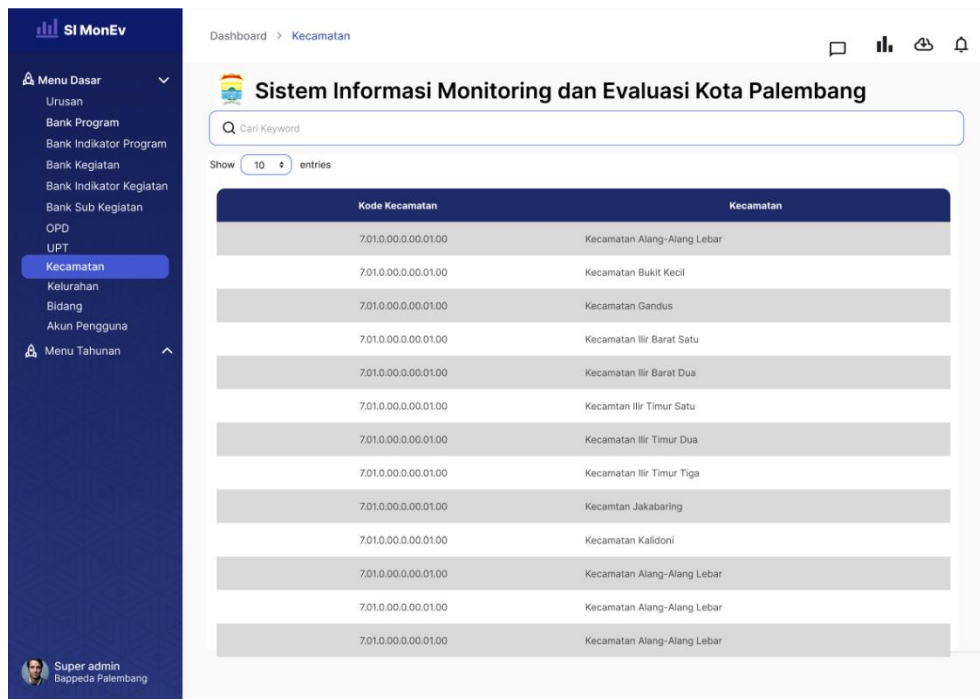 SI MonEv
Menu Dasar
Urusan
Bank Program
Bank Indikator Program
Bank Kegiatan
Bank Indikator Kegiatan
Bank Sub Kegiatan
OPD
UPT
Kecamatan
Kelurahan
Bidang
Akun Pengguna
Menu Tahunan
Super admin
Bappeda Palembang
Dashboard > Kecamatan
Sistem Informasi Monitoring dan Evaluasi Kota Palembang
Cari Keyword
Show 10 entries
Kode Kecamatan Kecamatan
7.01.0.00.0.00.01.00 Kecamatan Alang-Alang Lebar
7.01.0.00.0.00.01.00 Kecamatan Bukit Kecil
7.01.0.00.0.00.01.00 Kecamatan Gandus
7.01.0.00.0.00.01.00 Kecamatan Ilir Barat Satu
7.01.0.00.0.00.01.00 Kecamatan Ilir Barat Dua
7.01.0.00.0.00.01.00 Kecamtan Ilir Timur Satu
7.01.0.00.0.00.01.00 Kecamatan Ilir Timur Dua
7.01.0.00.0.00.01.00 Kecamatan Ilir Timur Tiga
7.01.0.00.0.00.01.00 Kecamtan Jakabaring
7.01.0.00.0.00.01.00 Kecamatan Kalidoni
7.01.0.00.0.00.01.00 Kecamatan Alang-Alang Lebar
7.01.0.00.0.00.01.00 Kecamatan Alang-Alang Lebar
7.01.0.00.0.00.01.00 Kecamatan Alang-Alang Lebar